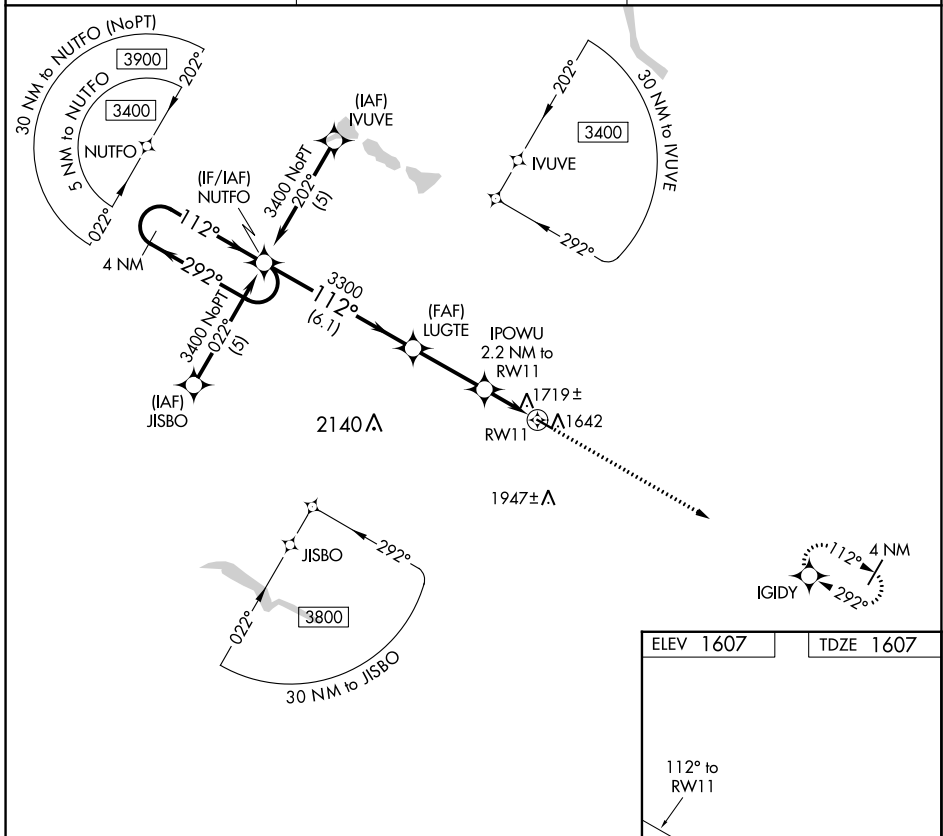 30 NM to NUTFO (NoPT)
3900
202°
5 NM to NUTFO
3400
NUTFO
022°
(IAF)
IVUVE
3400 NoPT
202°
(5)
202°
30 NM to IVUVE
3400
IVUVE
292°
(IF/IAF)
NUTFO
112°
4 NM
292°
3300
112°
(6.1)
3400 NoPT
022°
(5)
(IAF)
JISBO
(FAF)
LUGTE
IPOWU
2.2 NM to
RW11
1719±
1642
RW11
2140
1947±
JISBO
292°
022°
3800
30 NM to JISBO
112°
4 NM
IGIDY
292°
ELEV 1607
TDZE 1607
112° to
RW11